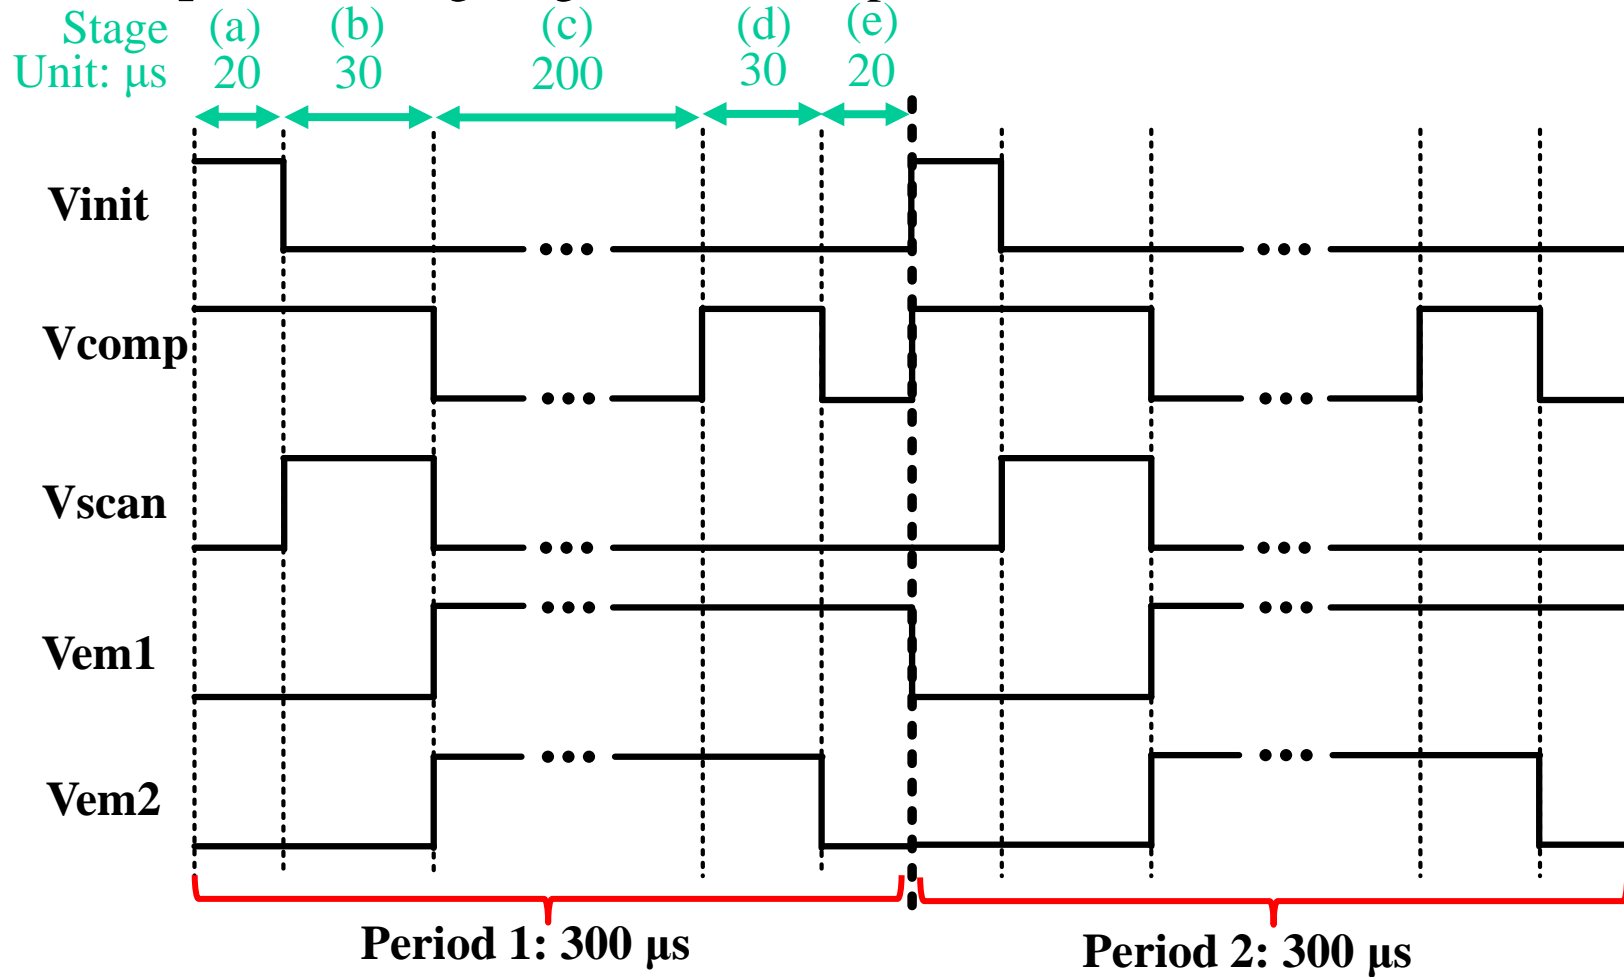 Stage (a) (b) (c) (d) (e)
Unit: μs 20 30 200 30 20
Vinit
Vcomp
Vscan
Vem1
Vem2
Period 1: 300 μs
Period 2: 300 μs